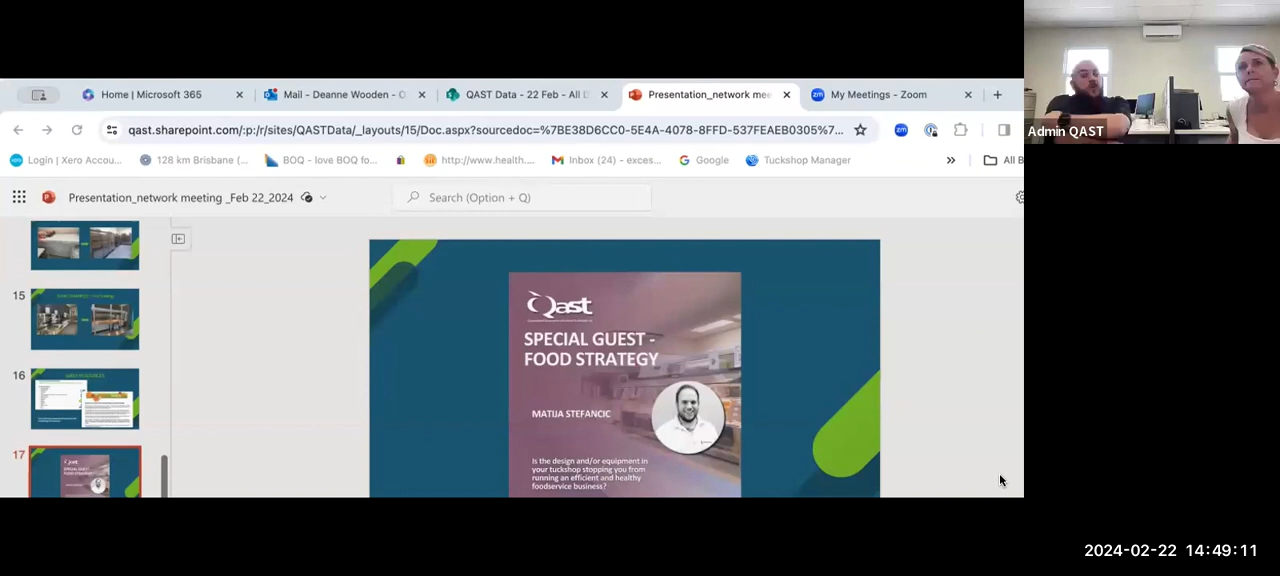 Home | Microsoft 365
Mail - Deanne Wooden - Q
QAST Data - 22 Feb - All D
Presentation_network mee
My Meetings - Zoom
qast.sharepoint.com/:p:/r/sites/QASTData/_layouts/15/Doc.aspx?sourcedoc=%7BE38D6CC0-5E4A-4078-8FFD-537FEAEB0305%7...
Login | Xero Accou...
128 km Brisbane (...
BOQ - love BOQ fo...
http://www.health....
Inbox (24) - exces...
Google
Tuckshop Manager
All B
Presentation_network meeting _Feb 22_2024
Search (Option + Q)
15
16
17
Qast
SPECIAL GUEST -
FOOD STRATEGY
MATIJA STEFANCIC
Is the design and/or equipment in
your tuckshop stopping you from
running an efficient and healthy
foodservice business?
Admin QAST
2024-02-22 14:49:11